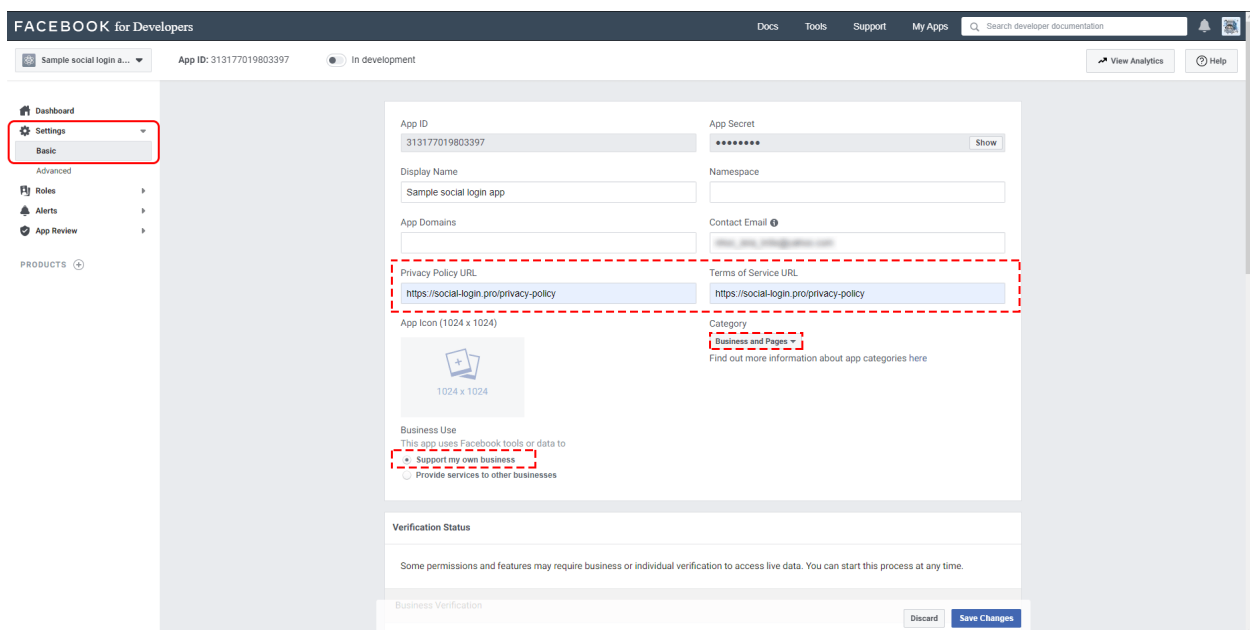 FACEBOOK for Developers
Docs Tools Support My Apps Search developer documentation
Sample social login a... App ID: 313177019803397 In development View Analytics Help
Dashboard
Settings
Basic
Advanced
Roles
Alerts
App Review
PRODUCTS
App ID App Secret
313177019803397 •••••••• Show
Display Name Namespace
Sample social login app
App Domains Contact Email
Privacy Policy URL Terms of Service URL
https://social-login.pro/privacy-policy https://social-login.pro/privacy-policy
App Icon (1024 x 1024) Category
Business and Pages
Find out more information about app categories here
1024 x 1024
Business Use
This app uses Facebook tools or data to
Support my own business
Provide services to other businesses
Verification Status
Some permissions and features may require business or individual verification to access live data. You can start this process at any time.
Business Verification
Discard Save Changes